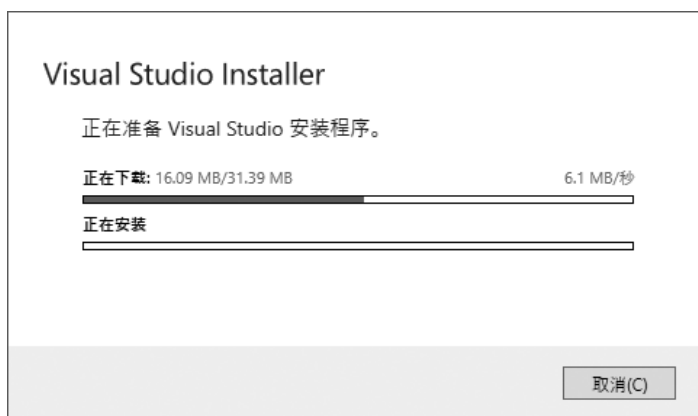 Visual Studio Installer
正在准备 Visual Studio 安装程序。
正在下载: 16.09 MB/31.39 MB 6.1 MB/秒
正在安装
取消(C)